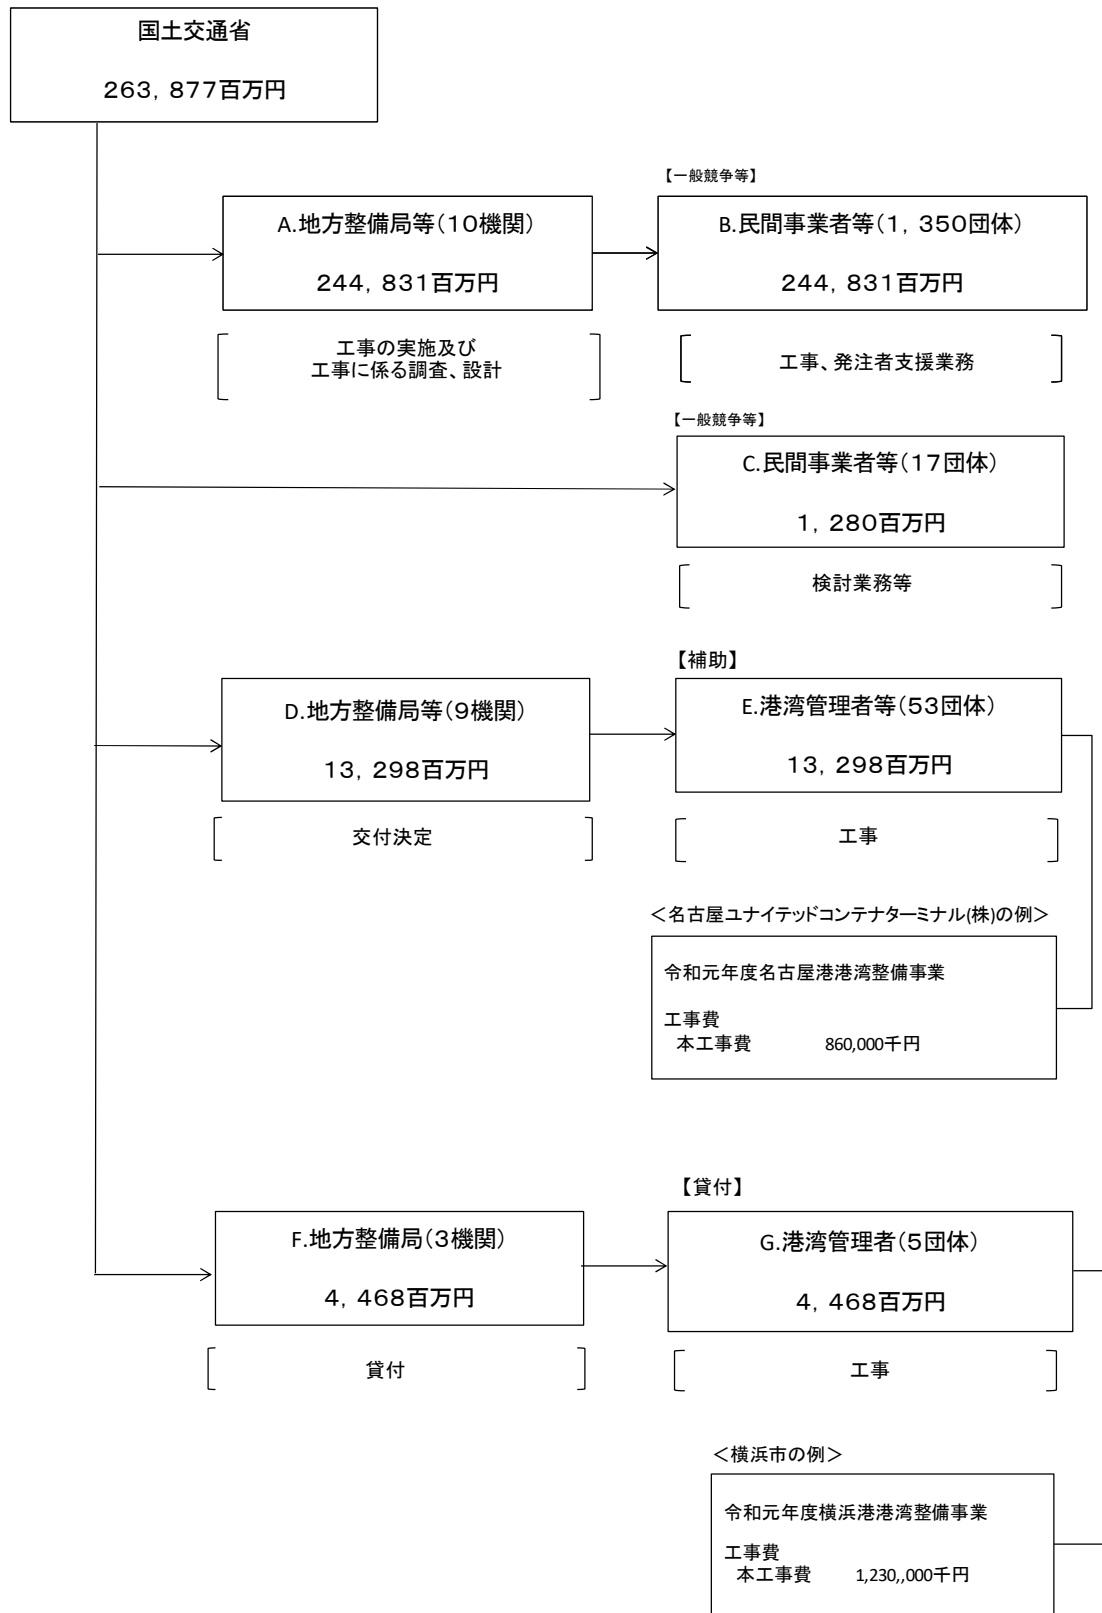 国土交通省
263，877百万円
【一般競争等】
A.地方整備局等（10機関）
244，831百万円
B.民間事業者等（1，350団体）
244，831百万円
工事の実施及び
工事に係る調査、設計
工事、発注者支援業務
【一般競争等】
C.民間事業者等（17団体）
1，280百万円
検討業務等
【補助】
D.地方整備局等（9機関）
13，298百万円
E.港湾管理者等（53団体）
13，298百万円
交付決定
工事
＜名古屋ユナイテッドコンテナターミナル(株)の例＞
令和元年度名古屋港港湾整備事業
工事費
本工事費 860,000千円
【貸付】
F.地方整備局（3機関）
4，468百万円
G.港湾管理者（5団体）
4，468百万円
貸付
工事
＜横浜市の例＞
令和元年度横浜港港湾整備事業
工事費
本工事費 1,230,,000千円